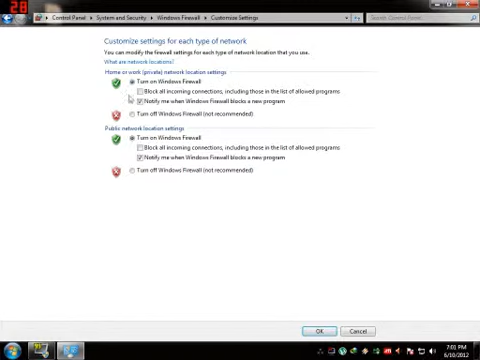 28
Control Panel ▸ System and Security ▸ Windows Firewall ▸ Customize Settings
Search Control Panel
Customize settings for each type of network
You can modify the firewall settings for each type of network location that you use.
What are network locations?
Home or work (private) network location settings
Turn on Windows Firewall
Block all incoming connections, including those in the list of allowed programs
Notify me when Windows Firewall blocks a new program
Turn off Windows Firewall (not recommended)
Public network location settings
Turn on Windows Firewall
Block all incoming connections, including those in the list of allowed programs
Notify me when Windows Firewall blocks a new program
Turn off Windows Firewall (not recommended)
OK
Cancel
7:01 PM
6/10/2012